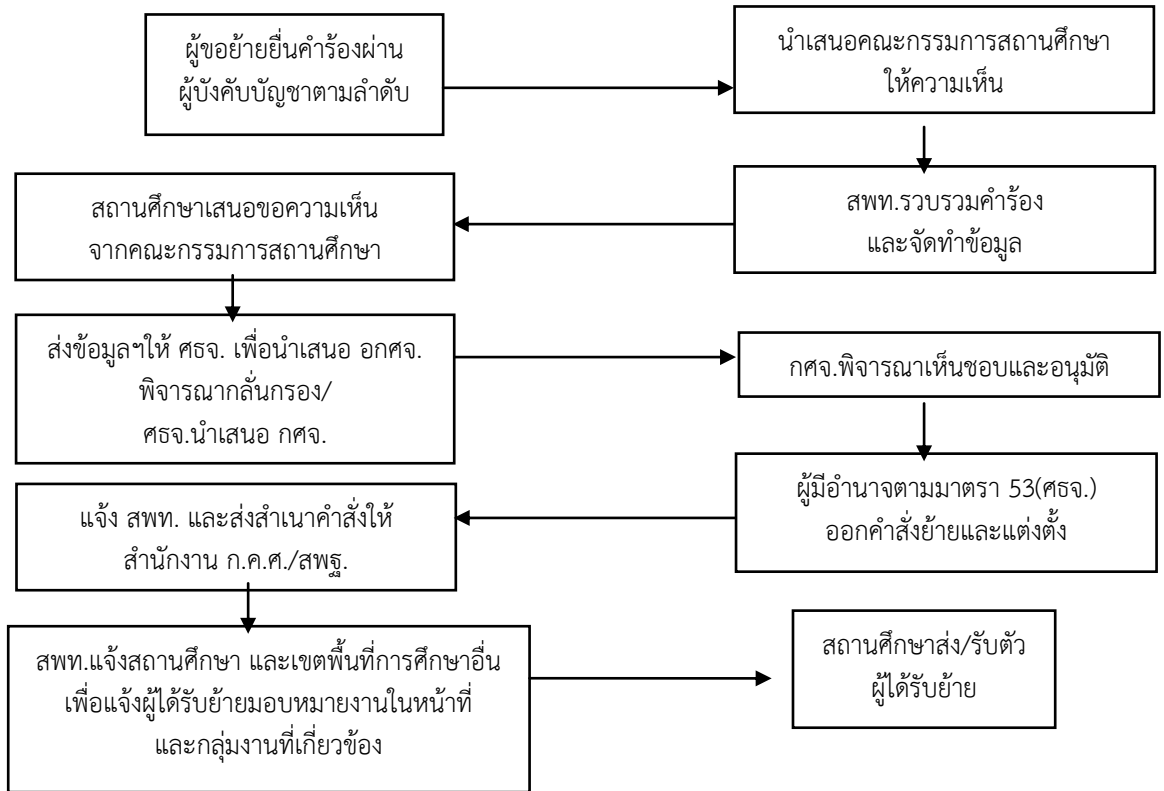 ผู้ขอย้ายยื่นคำร้องผ่าน
ผู้บังคับบัญชาตามลำดับ
นำเสนอคณะกรรมการสถานศึกษา
ให้ความเห็น
สพท.รวบรวมคำร้อง
และจัดทำข้อมูล
สถานศึกษาเสนอขอความเห็น
จากคณะกรรมการสถานศึกษา
ส่งข้อมูลฯให้ ศธจ. เพื่อนำเสนอ อกศจ.
พิจารณากลั่นกรอง/
ศธจ.นำเสนอ กศจ.
กศจ.พิจารณาเห็นชอบและอนุมัติ
ผู้มีอำนาจตามมาตรา 53(ศธจ.)
ออกคำสั่งย้ายและแต่งตั้ง
แจ้ง สพท. และส่งสำเนาคำสั่งให้
สำนักงาน ก.ค.ศ./สพฐ.
สพท.แจ้งสถานศึกษา และเขตพื้นที่การศึกษาอื่น
เพื่อแจ้งผู้ได้รับย้ายมอบหมายงานในหน้าที่
และกลุ่มงานที่เกี่ยวข้อง
สถานศึกษาส่ง/รับตัว
ผู้ได้รับย้าย